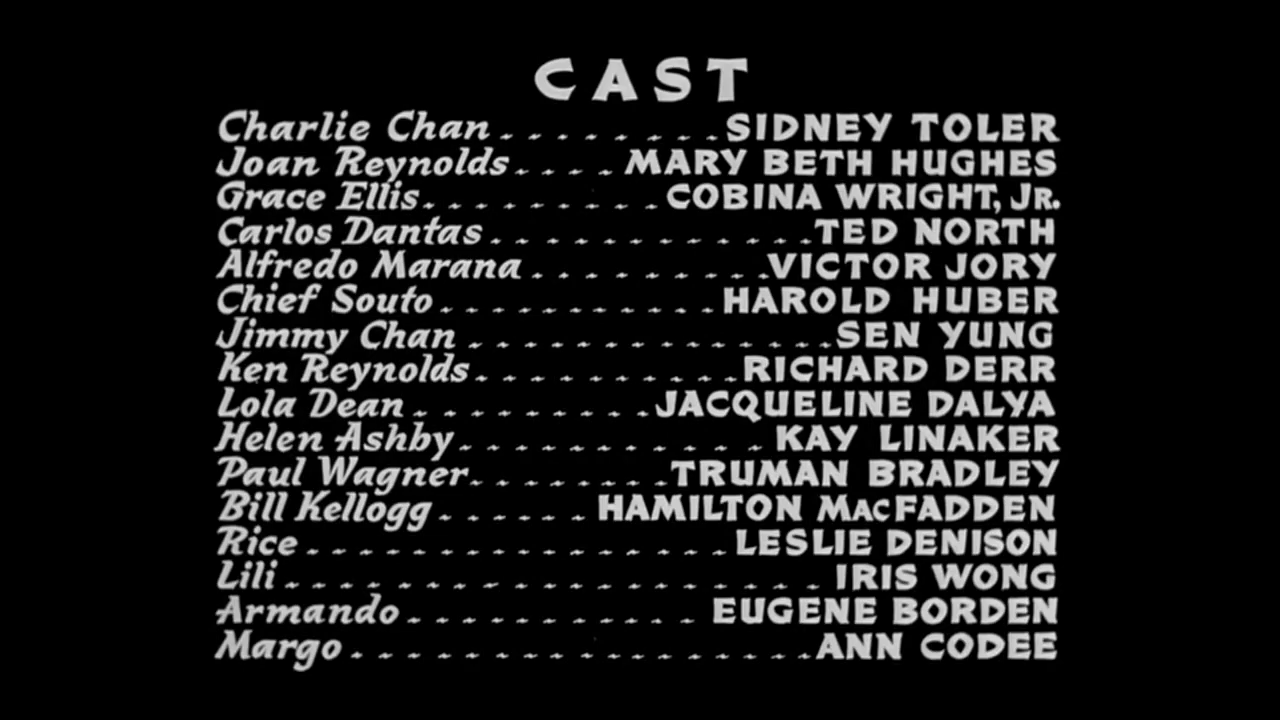 CAST
Charlie Chan........SIDNEY TOLER
Joan Reynolds....MARY BETH HUGHES
Grace Ellis.........COBINA WRIGHT, JR.
Carlos Dantas............TED NORTH
Alfredo Marana.........VICTOR JORY
Chief Souto..........HAROLD HUBER
Jimmy Chan.............SEN YUNG
Ken Reynolds..........RICHARD DERR
Lola Dean.........JACQUELINE DALYA
Helen Ashby...........KAY LINAKER
Paul Wagner........TRUMAN BRADLEY
Bill Kellogg......HAMILTON MacFADDEN
Rice................LESLIE DENISON
Lili...................IRIS WONG
Armando...........EUGENE BORDEN
Margo.................ANN CODEE